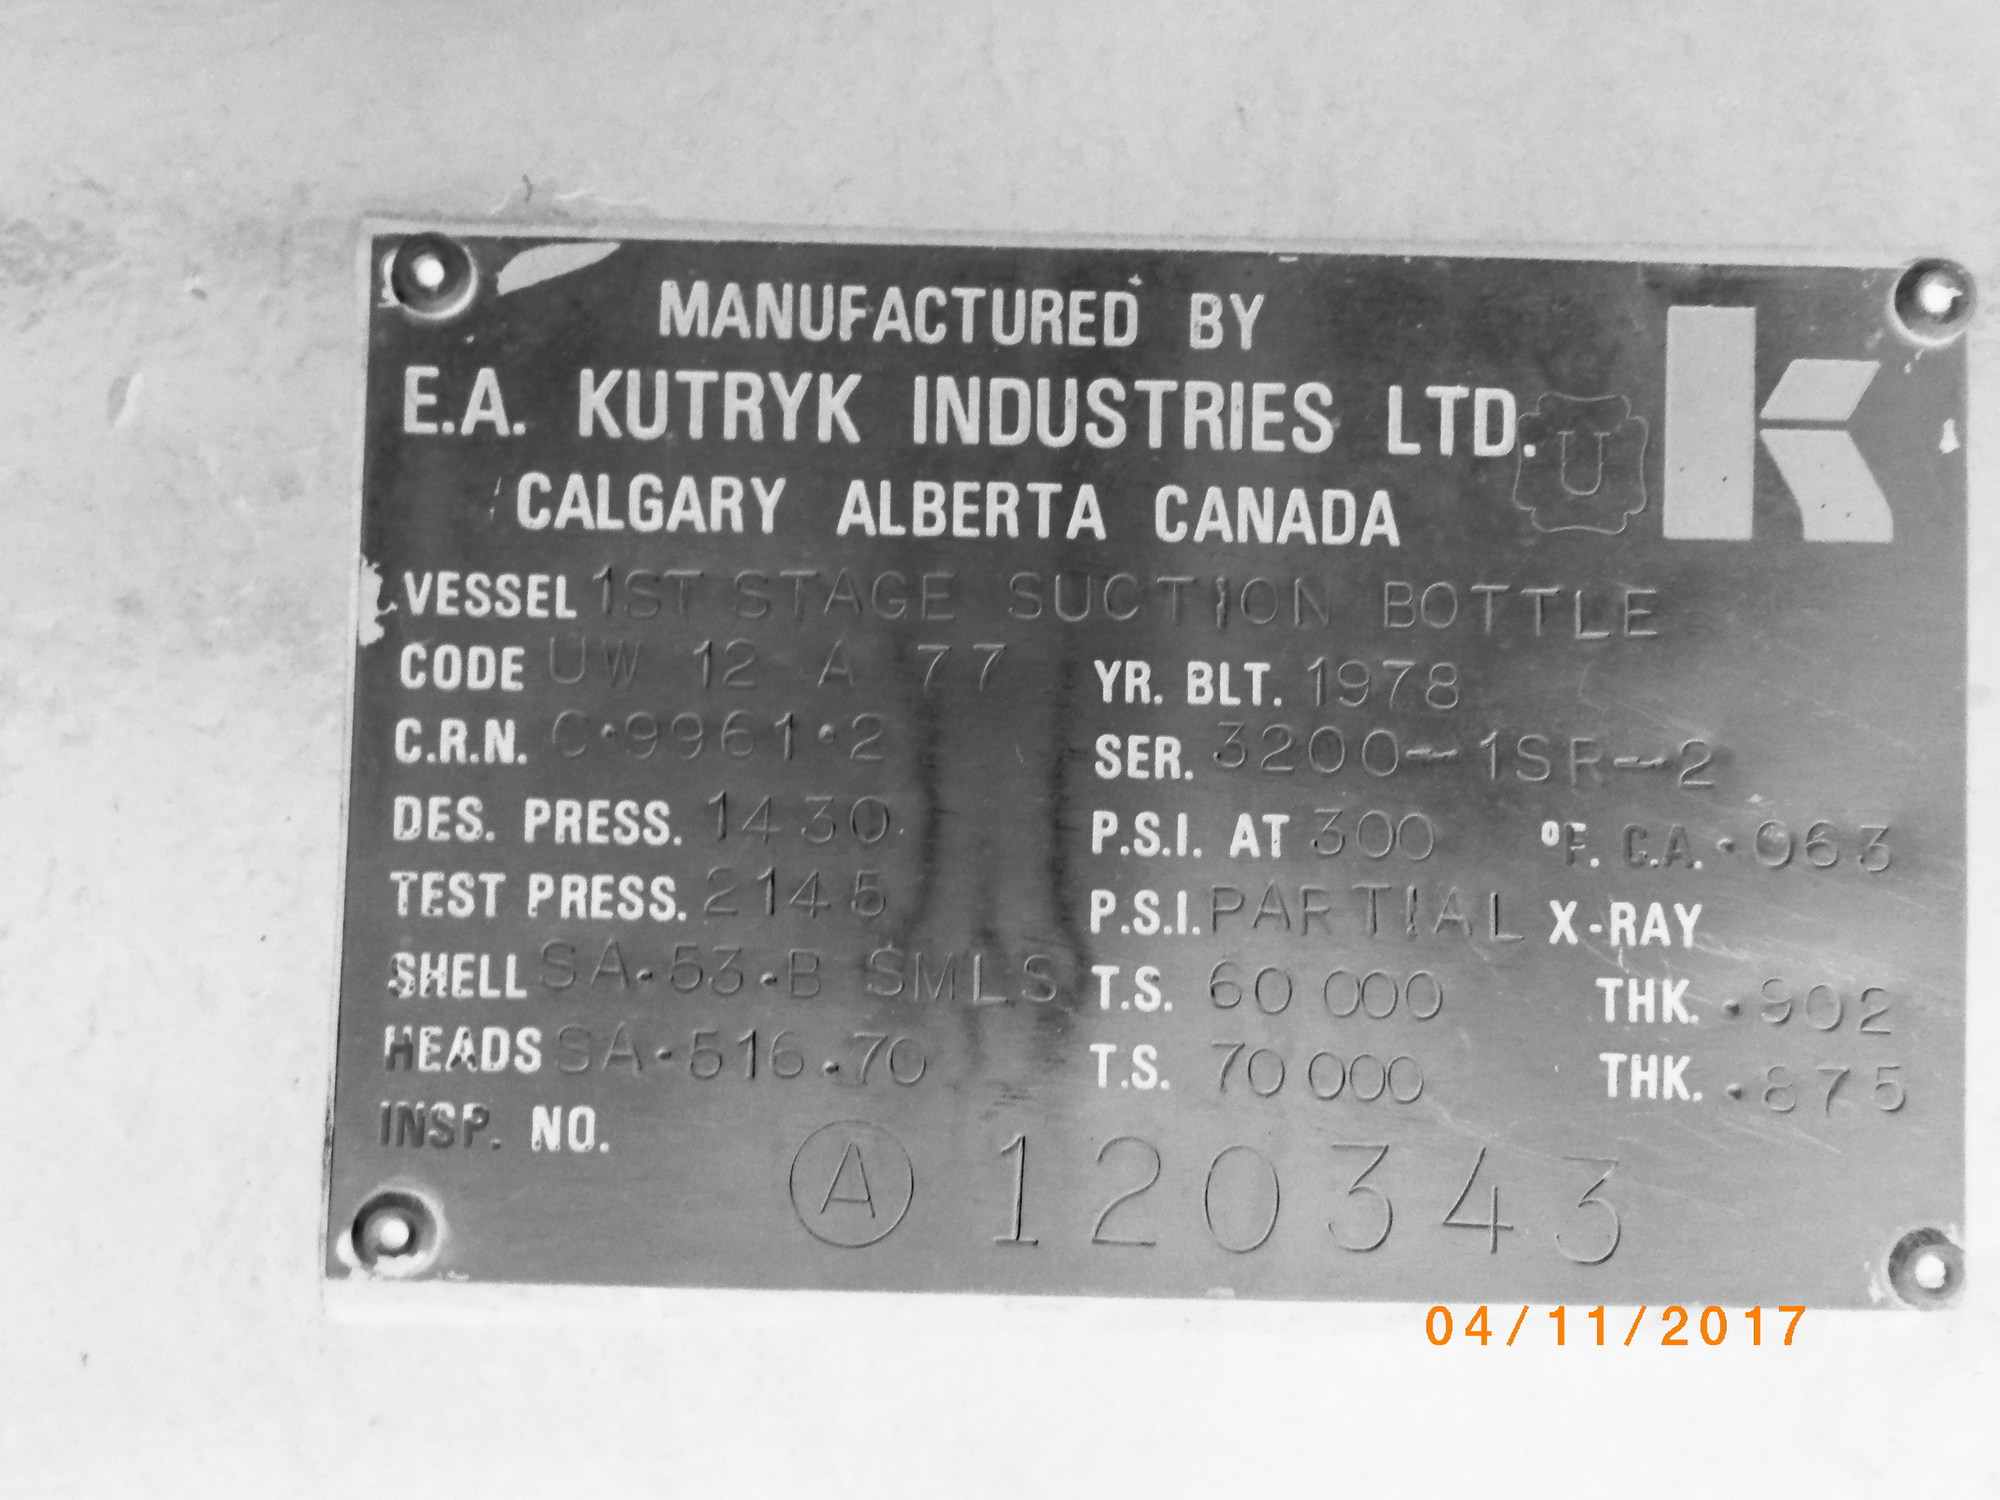 MANUFACTURED BY
E.A. KUTRYK INDUSTRIES LTD.
U
CALGARY ALBERTA CANADA
VESSEL 1ST STAGE SUCTION BOTTLE
CODE UW 12 A 77 YR. BLT. 1978
C.R.N. C·9961·2 SER. 3200-1SR-2
DES. PRESS. 1430 P.S.I. AT 300 °F. C.A. .063
TEST PRESS. 2145 P.S.I. PARTIAL X-RAY
SHELL SA-53-B SMLS T.S. 60 000 THK. .902
HEADS SA-516.70 T.S. 70 000 THK. .875
INSP. NO.
A 120343
04/11/2017